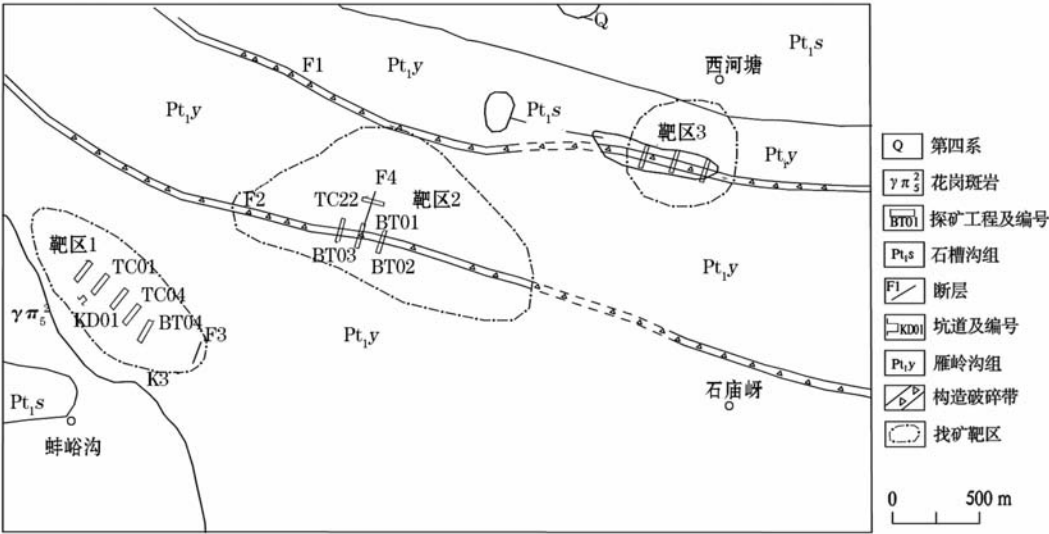 Q
Pt₁s
F1
Pt₁y
西河塘
Pt₁y
Pt₁s
靶区3
Pt₁y
F4
F2
TC22
靶区2
BT01
BT03
BT02
靶区1
TC01
TC04
Pt₁y
γπ₅²
KD01
BT04
F3
Pt₁y
K3
Pt₁s
石庙岈
蚌峪沟
Q 第四系
γπ₅² 花岗斑岩
BT01 探矿工程及编号
Pt₁s 石槽沟组
F1 断层
KD01 坑道及编号
Pt₁y 雁岭沟组
构造破碎带
找矿靶区
0 500 m